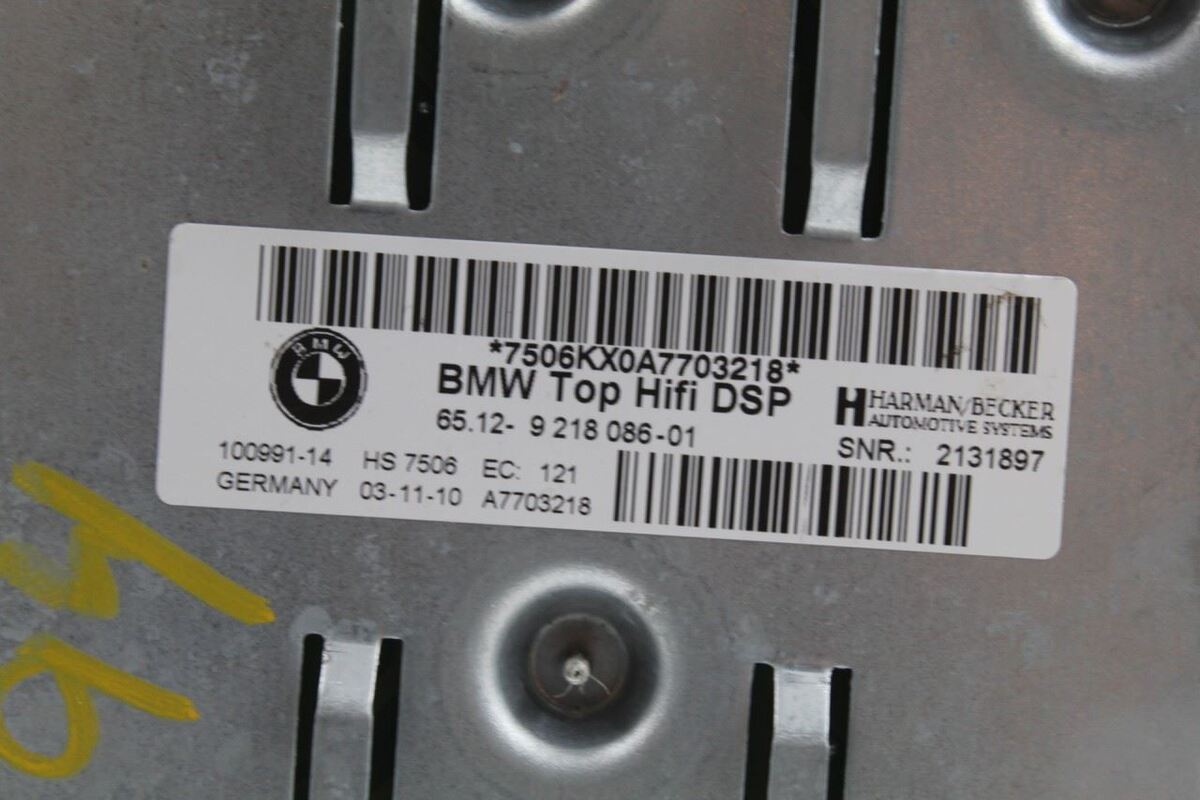 *7506KX0A7703218*
BMW
BMW Top Hifi DSP
HARMAN/BECKER
AUTOMOTIVE SYSTEMS
65.12- 9 218 086-01
SNR.: 2131897
100991-14 HS 7506 EC: 121
GERMANY 03-11-10 A7703218